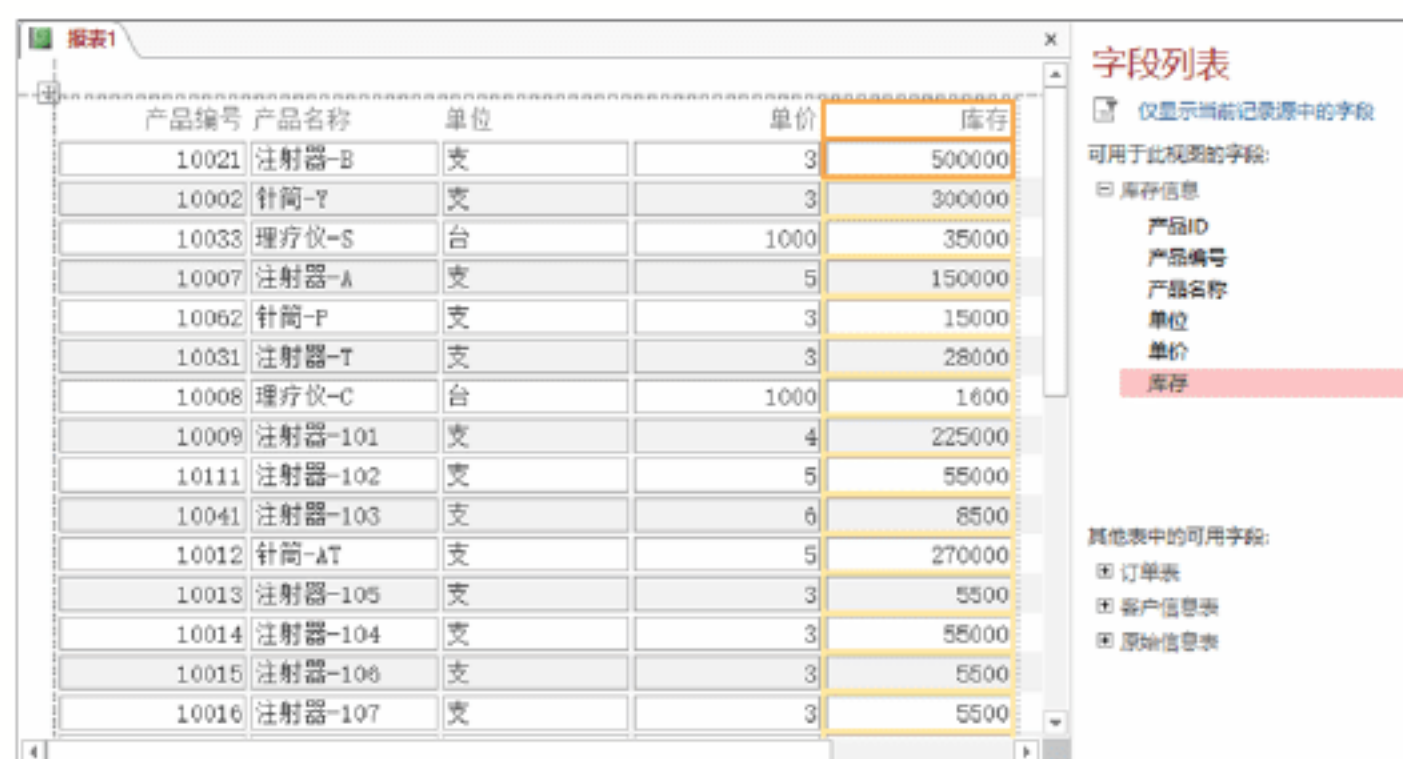 报表1
产品编号 产品名称 单位 单价 库存
10021 注射器-B 支 3 500000
10002 针筒-Y 支 3 300000
10033 理疗仪-S 台 1000 35000
10007 注射器-A 支 5 150000
10062 针筒-P 支 3 15000
10031 注射器-T 支 3 28000
10008 理疗仪-C 台 1000 1600
10009 注射器-101 支 4 225000
10111 注射器-102 支 5 55000
10041 注射器-103 支 6 8500
10012 针筒-AT 支 5 270000
10013 注射器-105 支 3 5500
10014 注射器-104 支 3 55000
10015 注射器-106 支 3 5500
10016 注射器-107 支 3 5500
字段列表
仅显示当前记录源中的字段
可用于此视图的字段:
库存信息
产品ID
产品编号
产品名称
单位
单价
库存
其他表中的可用字段:
订单表
客户信息表
原始信息表